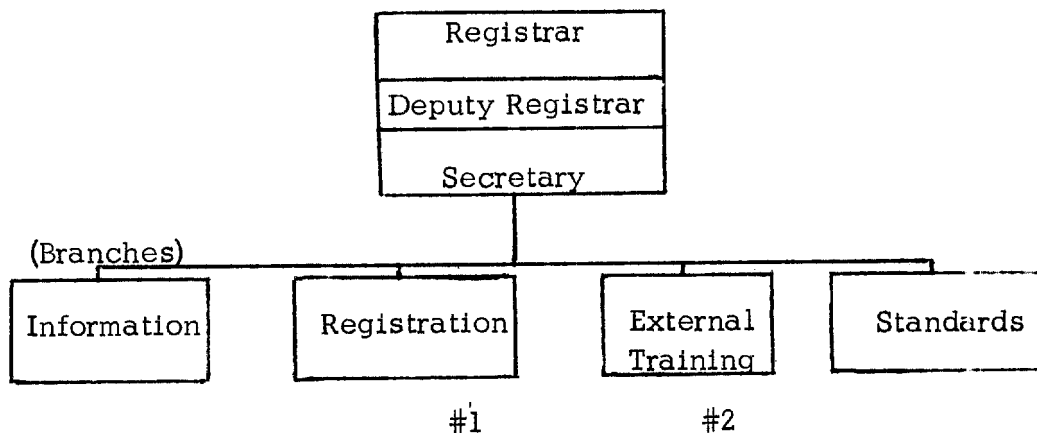 Registrar
Deputy Registrar
Secretary
(Branches)
Information
Registration
External
Training
Standards
#1
#2